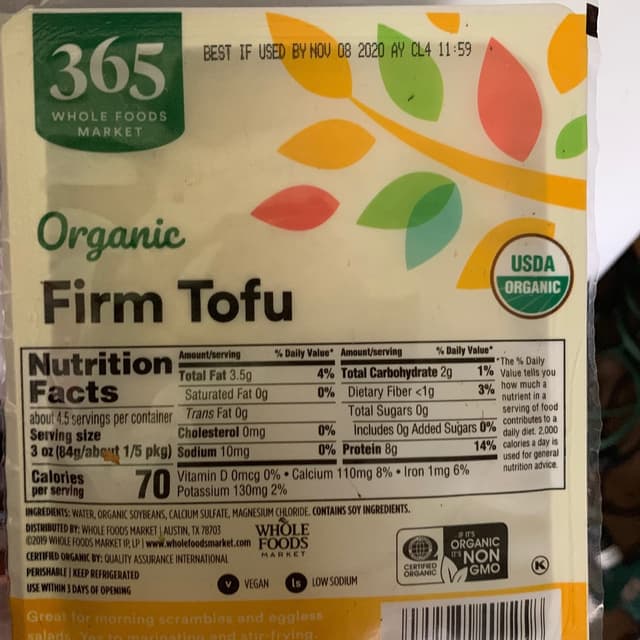 365
WHOLE FOODS
MARKET
BEST IF USED BY NOV 08 2020 AY CL4 11:59
Organic
Firm Tofu
USDA
ORGANIC
Nutrition
Facts
about 4.5 servings per container
Serving size
3 oz (84g/about 1/5 pkg)
Calories
per serving
70
Amount/serving % Daily Value*
Total Fat 3.5g 4%
Saturated Fat 0g 0%
Trans Fat 0g
Cholesterol 0mg 0%
Sodium 10mg 0%
Amount/serving % Daily Value*
Total Carbohydrate 2g 1%
Dietary Fiber <1g 3%
Total Sugars 0g
Includes 0g Added Sugars 0%
Protein 8g 14%
Vitamin D 0mcg 0% • Calcium 110mg 8% • Iron 1mg 6%
Potassium 130mg 2%
*The % Daily
Value tells you
how much a
nutrient in a
serving of food
contributes to a
daily diet. 2,000
calories a day is
used for general
nutrition advice.
INGREDIENTS: WATER, ORGANIC SOYBEANS, CALCIUM SULFATE, MAGNESIUM CHLORIDE. CONTAINS SOY INGREDIENTS.
DISTRIBUTED BY: WHOLE FOODS MARKET | AUSTIN, TX 78703
©2019 WHOLE FOODS MARKET IP, LP | www.wholefoodsmarket.com
CERTIFIED ORGANIC BY: QUALITY ASSURANCE INTERNATIONAL
PERISHABLE | KEEP REFRIGERATED
USE WITHIN 3 DAYS OF OPENING
WHOLE
FOODS
MARKET
V VEGAN
Ls LOW SODIUM
CERTIFIED
ORGANIC
IF IT'S
ORGANIC
IT'S NON
GMO
K
Great for morning scrambles and eggless
salads. Yes to marinating and stir-frying.